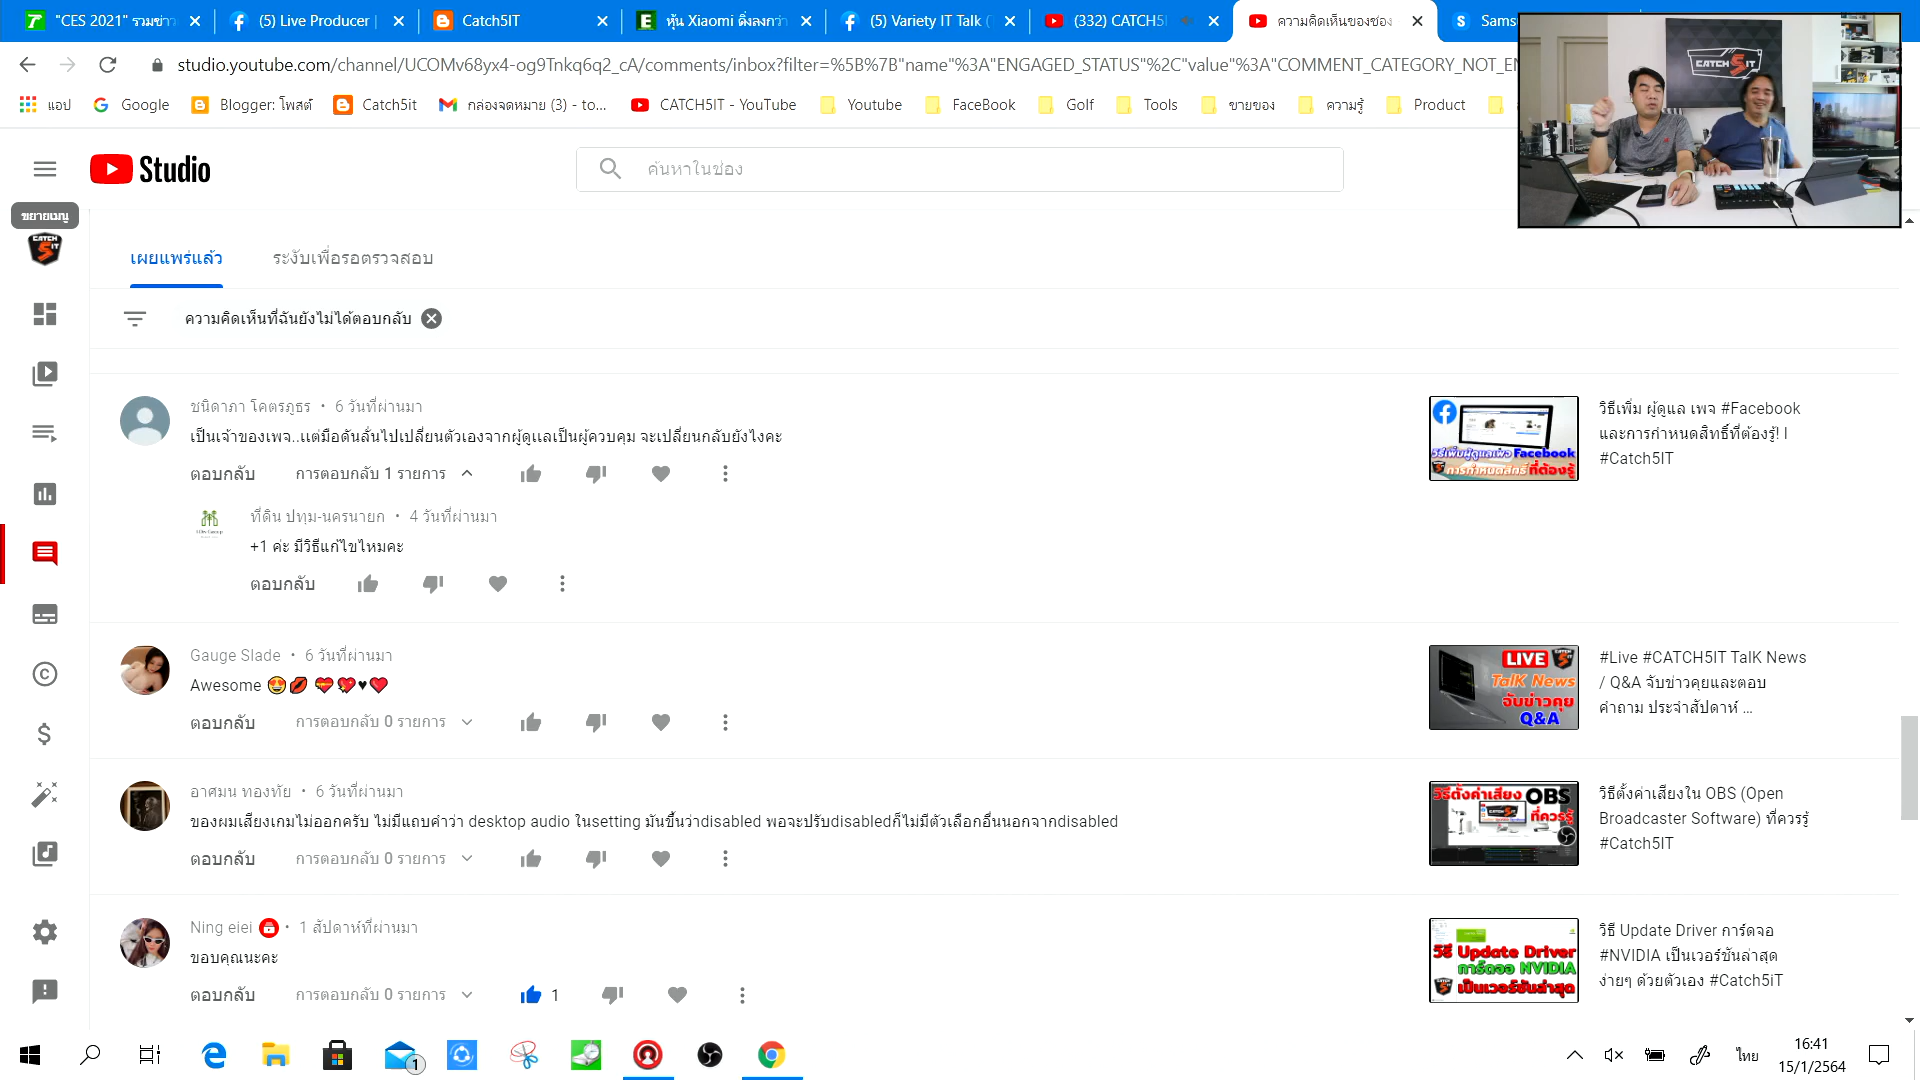 "CES 2021" รวมข่าว
(5) Live Producer |
Catch5IT
หุ้น Xiaomi ดิ่งลงกว่า
(5) Variety IT Talk (
(332) CATCH5I
ความคิดเห็นของช่อง
Sams
studio.youtube.com/channel/UCOMv68yx4-og9Tnkq6q2_cA/comments/inbox?filter=%5B%7B"name"%3A"ENGAGED_STATUS"%2C"value"%3A"COMMENT_CATEGORY_NOT_EN
แอป
Google
Blogger: โพสต์
Catch5it
กล่องจดหมาย (3) - to...
CATCH5IT - YouTube
Youtube
FaceBook
Golf
Tools
ขายของ
ความรู้
Product
CATCH5IT
Studio
ค้นหาในช่อง
ขยายเมนู
CATCH 5 IT
เผยแพร่แล้ว
ระงับเพื่อรอตรวจสอบ
ความคิดเห็นที่ฉันยังไม่ได้ตอบกลับ
ชนิดาภา โคตรภูธร • 6 วันที่ผ่านมา
เป็นเจ้าของเพจ..แต่มือดันลั่นไปเปลี่ยนตัวเองจากผู้ดูแลเป็นผู้ควบคุม จะเปลี่ยนกลับยังไงคะ
ตอบกลับ การตอบกลับ 1 รายการ
วิธีเพิ่มผู้ดูแลเพจ Facebook
การกำหนดสิทธิ์ ที่ต้องรู้
วิธีเพิ่ม ผู้ดูแล เพจ #Facebook
และการกำหนดสิทธิ์ที่ต้องรู้! l
#Catch5IT
ที่ดิน ปทุม-นครนายก • 4 วันที่ผ่านมา
+1 ค่ะ มีวิธีแก้ไขไหมคะ
ตอบกลับ
Gauge Slade • 6 วันที่ผ่านมา
Awesome 😍💋 💝💖♥️❤️
ตอบกลับ การตอบกลับ 0 รายการ
LIVE
TalK News
จับข่าวคุย
Q&A
#Live #CATCH5IT TalK News
/ Q&A จับข่าวคุยและตอบ
คำถาม ประจำสัปดาห์ ...
อาศมน ทองทัย • 6 วันที่ผ่านมา
ของผมเสียงเกมไม่ออกครับ ไม่มีแถบคำว่า desktop audio ในsetting มันขึ้นว่าdisabled พอจะปรับdisabledก็ไม่มีตัวเลือกอื่นนอกจากdisabled
ตอบกลับ การตอบกลับ 0 รายการ
วิธีตั้งค่าเสียง OBS
ที่ควรรู้
วิธีตั้งค่าเสียงใน OBS (Open
Broadcaster Software) ที่ควรรู้
#Catch5IT
Ning eiei • 1 สัปดาห์ที่ผ่านมา
ขอบคุณนะคะ
ตอบกลับ การตอบกลับ 0 รายการ 1
วิธี Update Driver
การ์ดจอ NVIDIA
เป็นเวอร์ชันล่าสุด
วิธี Update Driver การ์ดจอ
#NVIDIA เป็นเวอร์ชันล่าสุด
ง่ายๆ ด้วยตัวเอง #Catch5iT
1
ไทย
16:41
15/1/2564